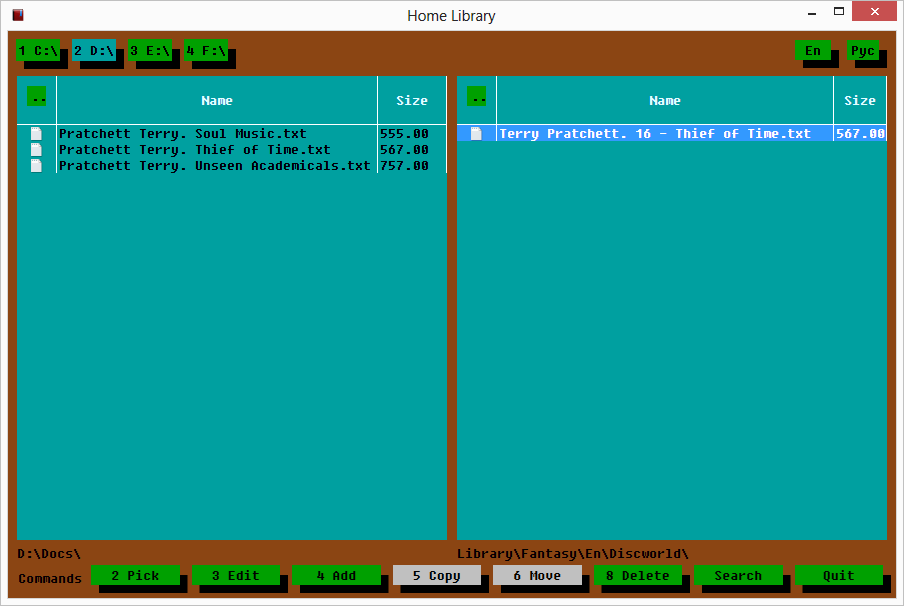 Home Library
1 C:\ 2 D:\ 3 E:\ 4 F:\ En Рус
.. Name Size .. Name Size
Pratchett Terry. Soul Music.txt 555.00 Terry Pratchett. 16 - Thief of Time.txt 567.00
Pratchett Terry. Thief of Time.txt 567.00
Pratchett Terry. Unseen Academicals.txt 757.00
D:\Docs\ Library\Fantasy\En\Discworld\
Commands 2 Pick 3 Edit 4 Add 5 Copy 6 Move 8 Delete Search Quit